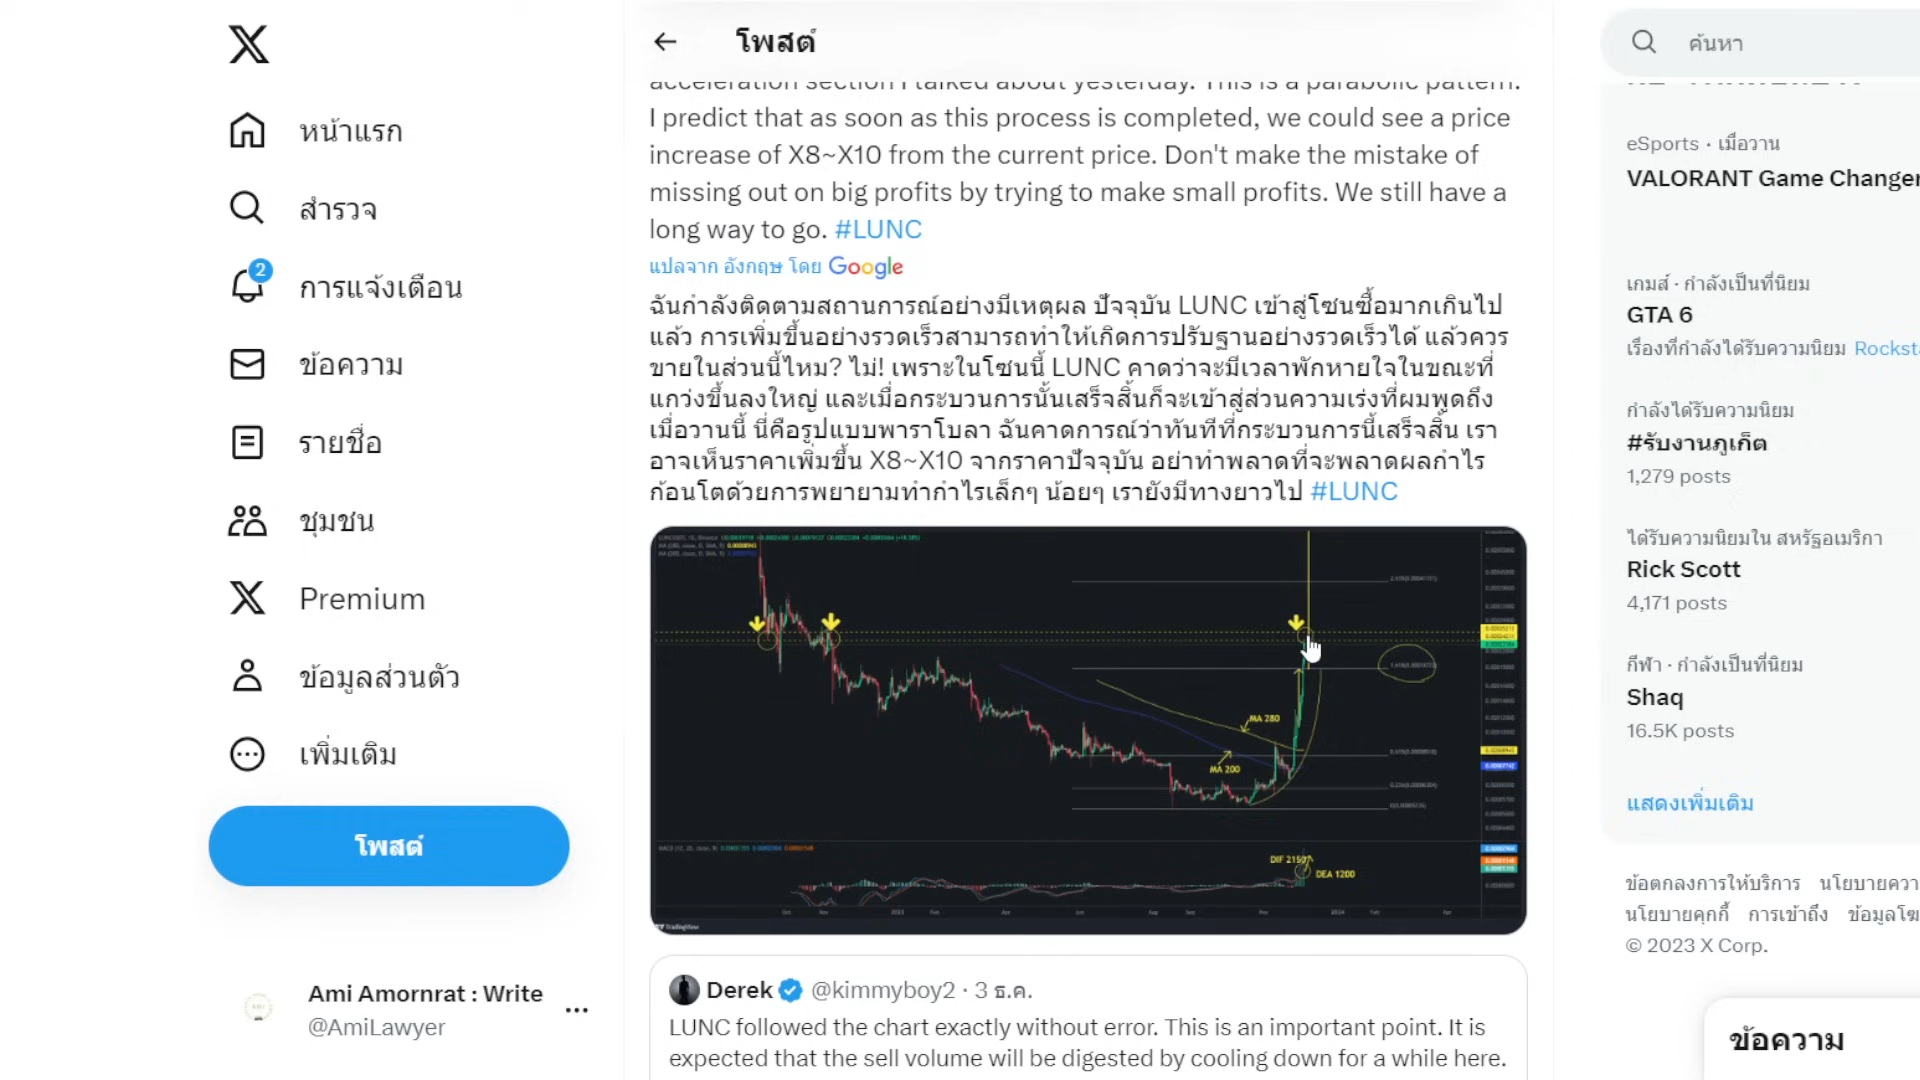 หน้าแรก
สำรวจ
2
การแจ้งเตือน
ข้อความ
รายชื่อ
ชุมชน
Premium
ข้อมูลส่วนตัว
เพิ่มเติม
โพสต์
Ami Amornrat : Write
@AmiLawyer
โพสต์
acceleration section I talked about yesterday. This is a parabolic pattern.
I predict that as soon as this process is completed, we could see a price
increase of X8~X10 from the current price. Don't make the mistake of
missing out on big profits by trying to make small profits. We still have a
long way to go. #LUNC
แปลจาก อังกฤษ โดย Google
ฉันกำลังติดตามสถานการณ์อย่างมีเหตุผล ปัจจุบัน LUNC เข้าสู่โซนซื้อมากเกินไป
แล้ว การเพิ่มขึ้นอย่างรวดเร็วสามารถทำให้เกิดการปรับฐานอย่างรวดเร็วได้ แล้วควร
ขายในส่วนนี้ไหม? ไม่! เพราะในโซนนี้ LUNC คาดว่าจะมีเวลาพักหายใจในขณะที่
แกว่งขึ้นลงใหญ่ และเมื่อกระบวนการนั้นเสร็จสิ้นก็จะเข้าสู่ส่วนความเร่งที่ผมพูดถึง
เมื่อวานนี้ นี่คือรูปแบบพาราโบลา ฉันคาดการณ์ว่าทันทีที่กระบวนการนี้เสร็จสิ้น เรา
อาจเห็นราคาเพิ่มขึ้น X8~X10 จากราคาปัจจุบัน อย่าทำพลาดที่จะพลาดผลกำไร
ก้อนโตด้วยการพยายามทำกำไรเล็กๆ น้อยๆ เรายังมีทางยาวไป #LUNC
MA 280
MA 200
DIF 2150
DEA 1200
TradingView
Derek @kimmyboy2 · 3 ธ.ค.
LUNC followed the chart exactly without error. This is an important point. It is
expected that the sell volume will be digested by cooling down for a while here.
ค้นหา
eSports · เมื่อวาน
VALORANT Game Changer
เกมส์ · กำลังเป็นที่นิยม
GTA 6
เรื่องที่กำลังได้รับความนิยม Rockst
กำลังได้รับความนิยม
#รับงานภูเก็ต
1,279 posts
ได้รับความนิยมใน สหรัฐอเมริกา
Rick Scott
4,171 posts
กีฬา · กำลังเป็นที่นิยม
Shaq
16.5K posts
แสดงเพิ่มเติม
ข้อตกลงการให้บริการ นโยบายควา
นโยบายคุกกี้ การเข้าถึง ข้อมูลโฆ
© 2023 X Corp.
ข้อความ